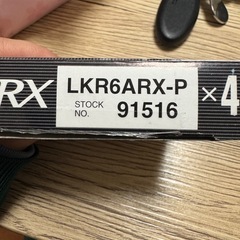 RX
LKR6ARX-P
STOCK NO. 91516
×4